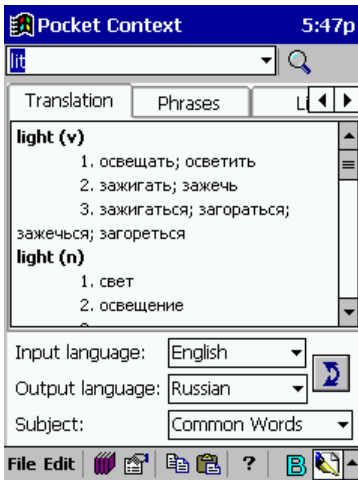 Pocket Context 5:47p
lit
Translation Phrases Li
light (v)
1. освещать; осветить
2. зажигать; зажечь
3. зажигаться; загораться;
зажечься; загореться
light (n)
1. свет
2. освещение
Input language: English
Output language: Russian
Subject: Common Words
File Edit ? B